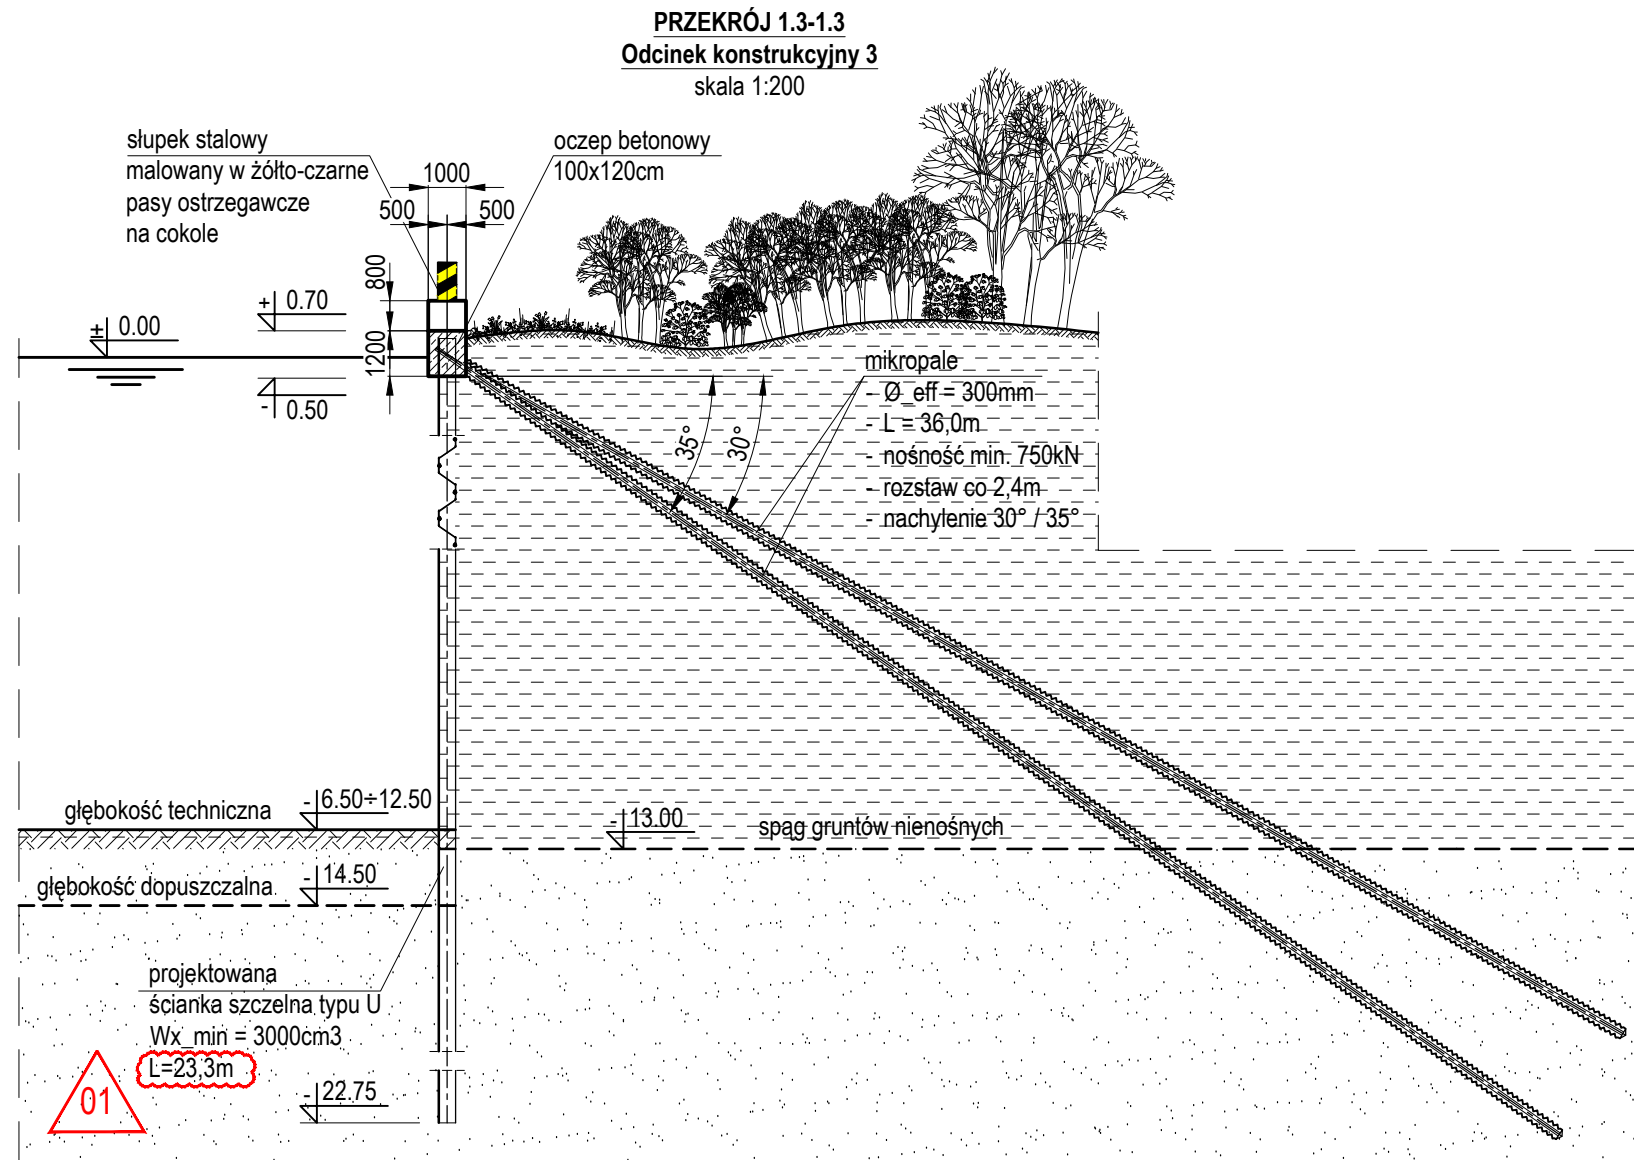 PRZEKRÓJ 1.3-1.3
Odcinek konstrukcyjny 3
skala 1:200
słupek stalowy
malowany w żółto-czarne
pasy ostrzegawcze
na cokole
oczep betonowy
100x120cm
1000
500
500
800
1200
+ 0.70
± 0.00
- 0.50
mikropale
- Ø_eff = 300mm
- L = 36,0m
- nośność min. 750kN
- rozstaw co 2,4m
- nachylenie 30° / 35°
35°
30°
głębokość techniczna
- 6.50÷12.50
- 13.00
spąg gruntów nienośnych
głębokość dopuszczalna
- 14.50
projektowana
ścianka szczelna typu U
Wx_min = 3000cm3
L=23,3m
01
- 22.75